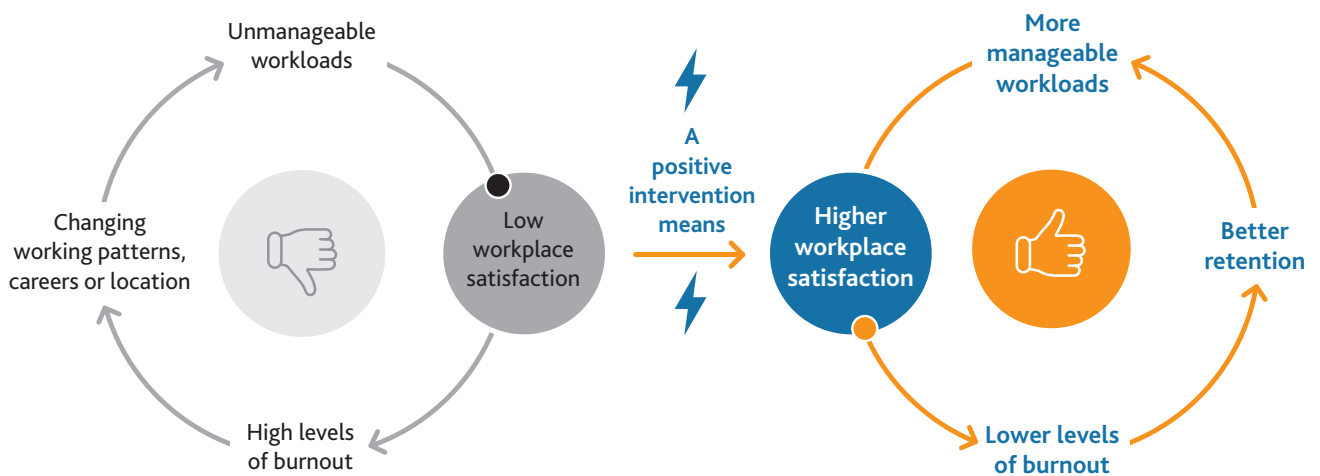 Unmanageable
workloads
Low
workplace
satisfaction
High levels
of burnout
Changing
working patterns,
careers or location
A
positive
intervention
means
Higher
workplace
satisfaction
Lower levels
of burnout
Better
retention
More
manageable
workloads